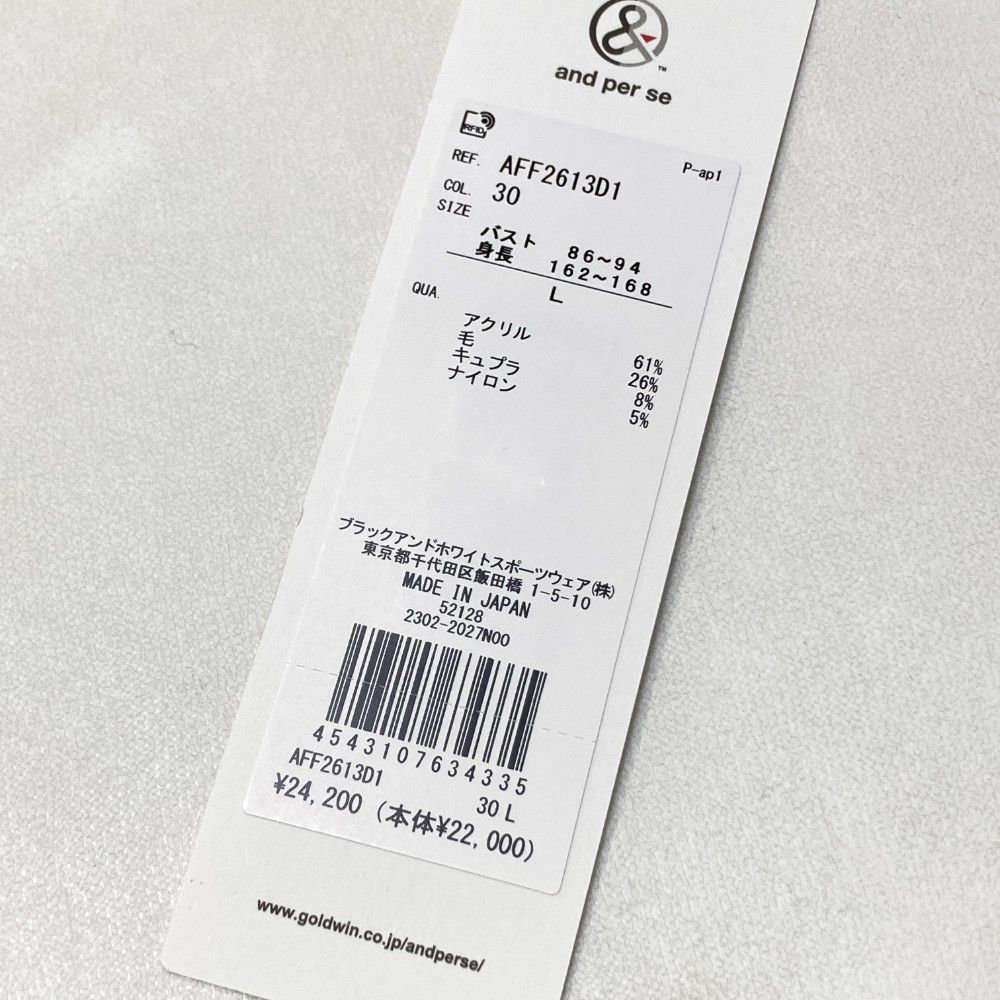 &
TM
and per se
RFID
P-ap1
REF. AFF2613D1
COL. 30
SIZE
バスト 86～94
身長 162～168
L
QUA.
アクリル 61%
毛 26%
キュプラ 8%
ナイロン 5%
ブラックアンドホワイトスポーツウェア(株)
東京都千代田区飯田橋 1-5-10
MADE IN JAPAN
52128
2302-2027N00
4543107634335
AFF2613D1 30 L
¥24,200 (本体¥22,000)
www.goldwin.co.jp/andperse/